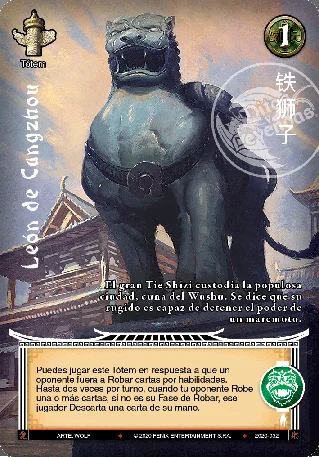 Tótem
1
铁狮子
León de Cangzhou
El gran Tie Shizi custodia la populosa
ciudad, cuna del Wushu. Se dice que su
rugido es capaz de detener el poder de
un maremoto.
Puedes jugar este Tótem en respuesta a que un
oponente fuera a Robar cartas por habilidades.
Hasta dos veces por turno, cuando tu oponente Robe
una o más cartas, si no es su Fase de Robar, ese
jugador Descarta una carta de su mano.
ARTE: WOLF
© 2020 FENIX ENTERTAINMENT S.P.A.
2020-032